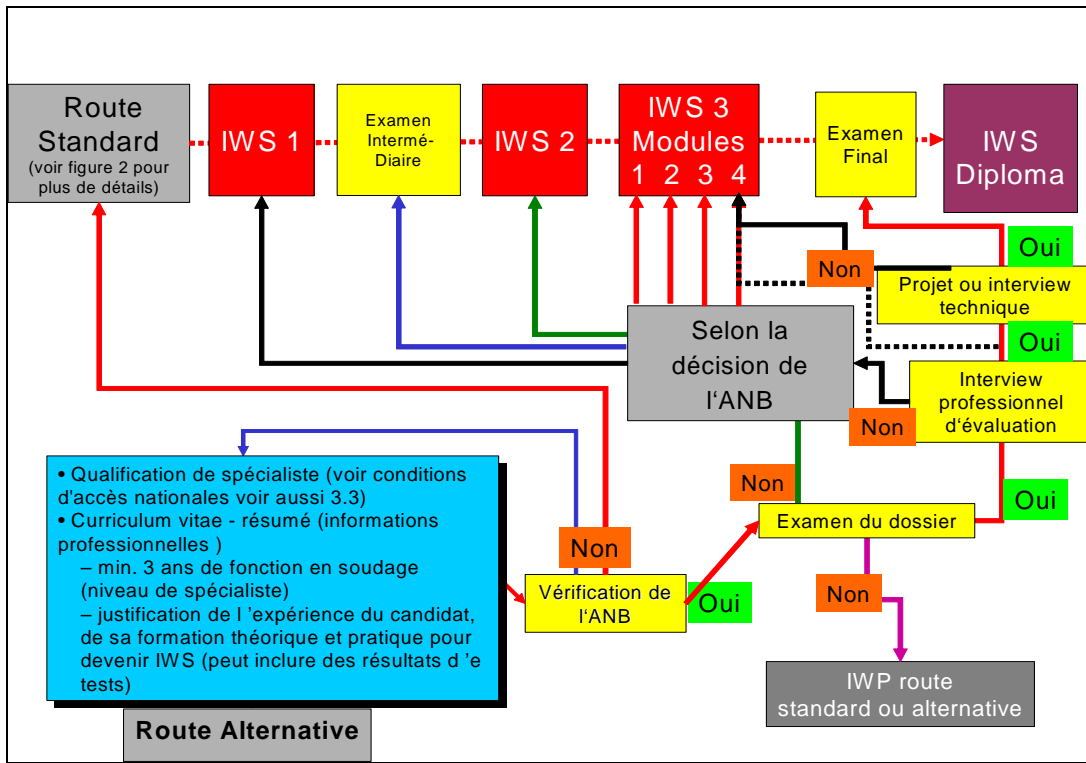 Route
Standard
(voir figure 2 pour
plus de détails)
IWS 1
Examen
Intermé-
Diaire
IWS 2
IWS 3
Modules
1 2 3 4
Examen
Final
IWS
Diploma
Oui
Non
Projet ou interview
technique
Oui
Selon la
décision de
l'ANB
Interview
professionnel
d'évaluation
Non
• Qualification de spécialiste (voir conditions
d'accès nationales voir aussi 3.3)
• Curriculum vitae - résumé (informations
professionnelles )
– min. 3 ans de fonction en soudage
(niveau de spécialiste)
– justification de l 'expérience du candidat,
de sa formation théorique et pratique pour
devenir IWS (peut inclure des résultats d 'e
tests)
Route Alternative
Non
Vérification de
l'ANB
Oui
Non
Examen du dossier
Oui
Non
IWP route
standard ou alternative